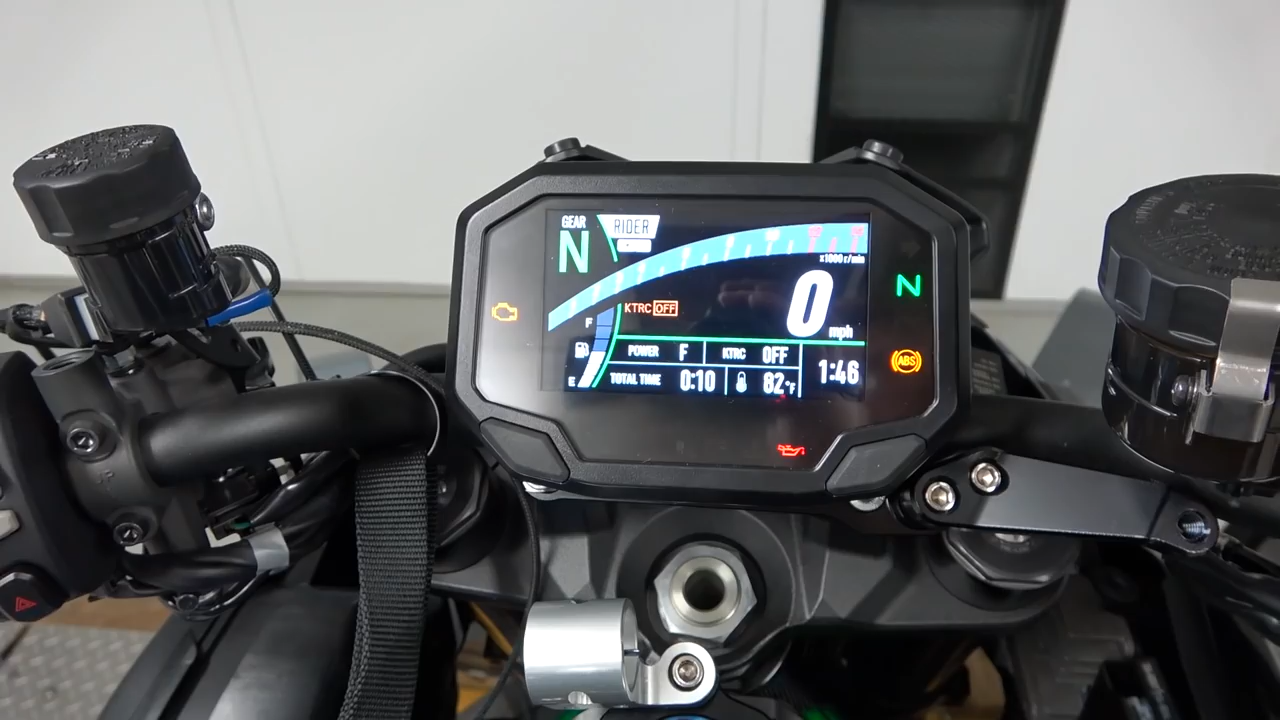 GEAR
RIDER
N
x1000 r/min
KTRC OFF
0
mph
N
F
POWER F KTRC OFF
1:46
E
TOTAL TIME 0:10 82°F
ABS